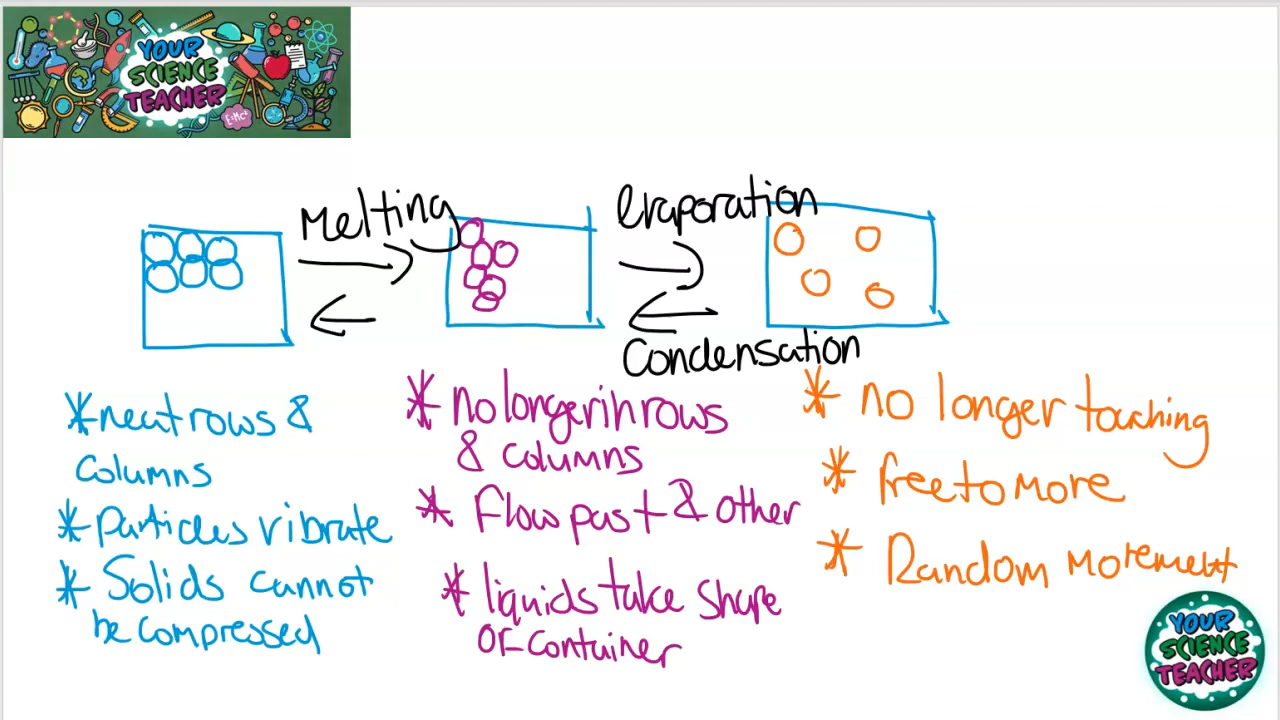 YOUR
SCIENCE
TEACHER
E=MC²
Melting
Evaporation
Condensation
*neat rows &
Columns
*Particles vibrate
* Solids cannot
be compressed
* no longer in rows
& columns
* Flow past & other
* liquids take shape
of container
* no longer touching
* free to move
* Random movement
YOUR
SCIENCE
TEACHER